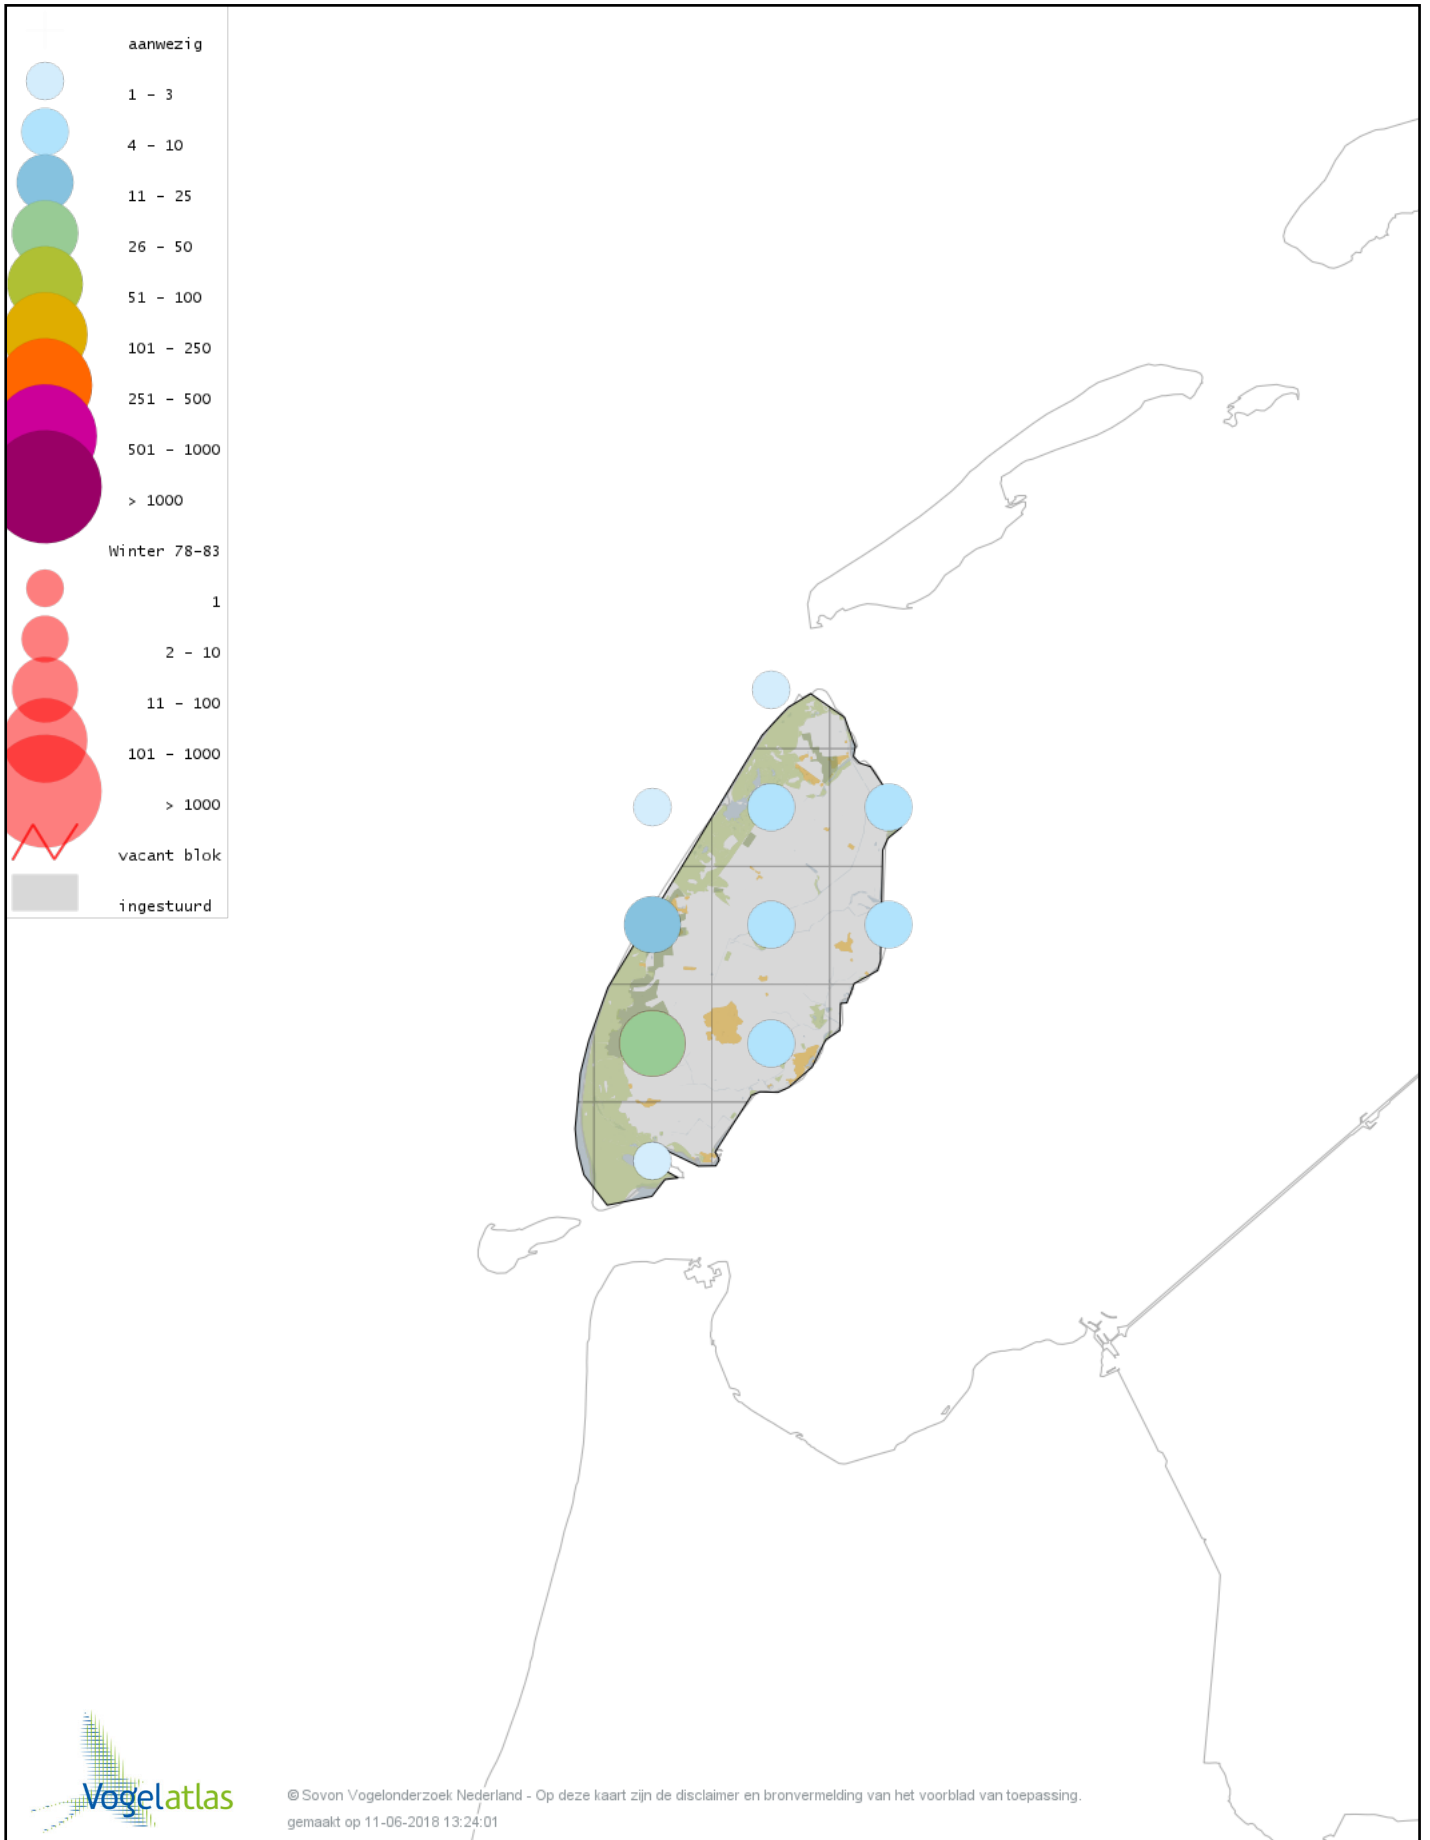 aanwezig
1 - 3
4 - 10
11 - 25
26 - 50
51 - 100
101 - 250
251 - 500
501 - 1000
> 1000
Winter 78-83
1
2 - 10
11 - 100
101 - 1000
> 1000
vacant blok
ingestuurd
Vogelatlas
© Sovon Vogelonderzoek Nederland - Op deze kaart zijn de disclaimer en bronvermelding van het voorblad van toepassing.
gemaakt op 11-06-2018 13:24:01